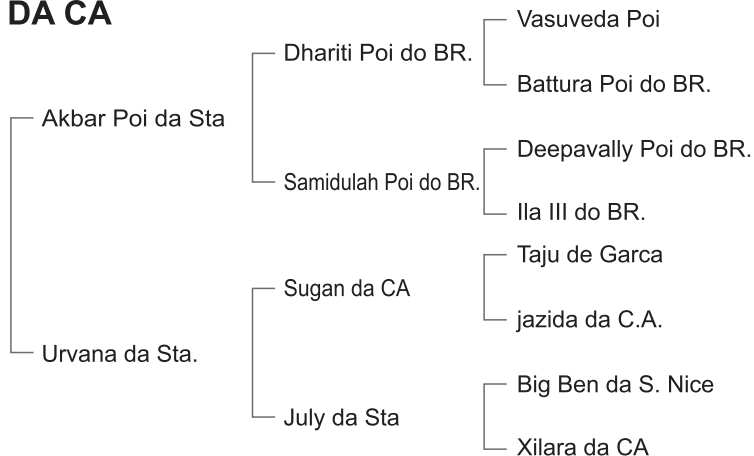 DA CA
Vasuveda Poi
Dhariti Poi do BR.
Battura Poi do BR.
Akbar Poi da Sta
Deepavally Poi do BR.
Samidulah Poi do BR.
Ila III do BR.
Taju de Garca
Sugan da CA
jazida da C.A.
Urvana da Sta.
Big Ben da S. Nice
July da Sta
Xilara da CA